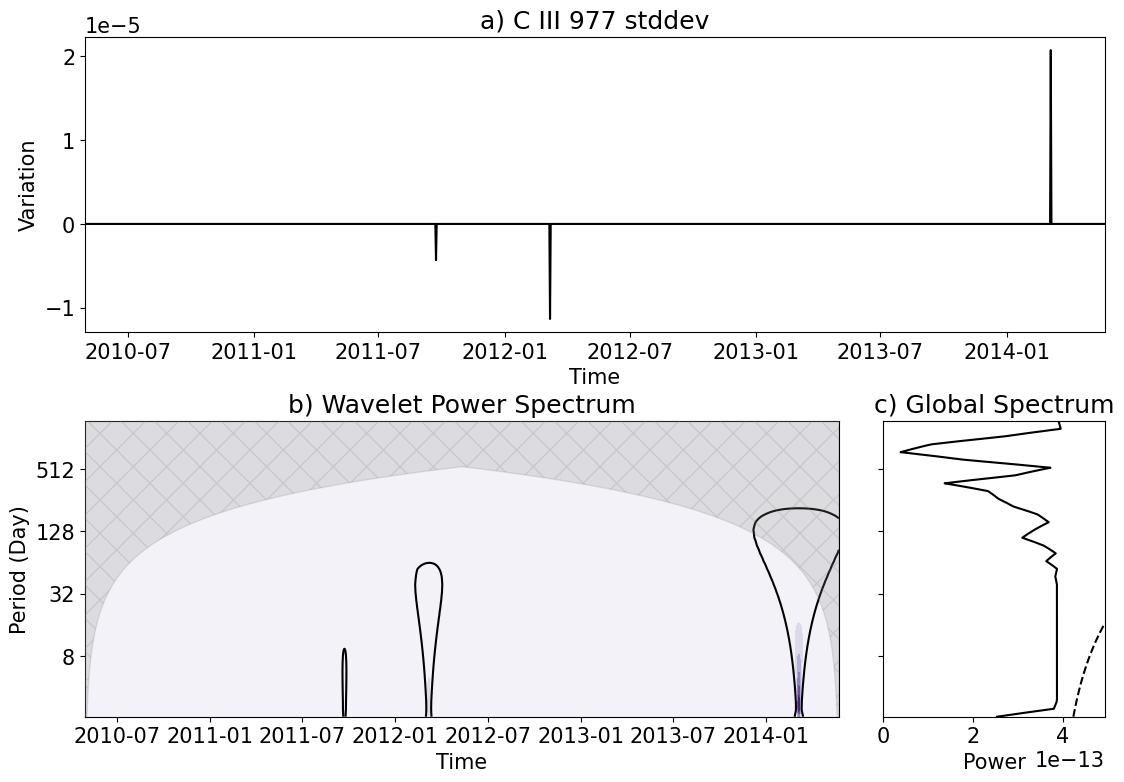 a) C III 977 stddev
1e−5
2
1
0
−1
Variation
2010-07 2011-01 2011-07 2012-01 2012-07 2013-01 2013-07 2014-01
Time
b) Wavelet Power Spectrum
512
128
32
8
Period (Day)
2010-07 2011-01 2011-07 2012-01 2012-07 2013-01 2013-07 2014-01
Time
c) Global Spectrum
0 2 4
Power 1e−13